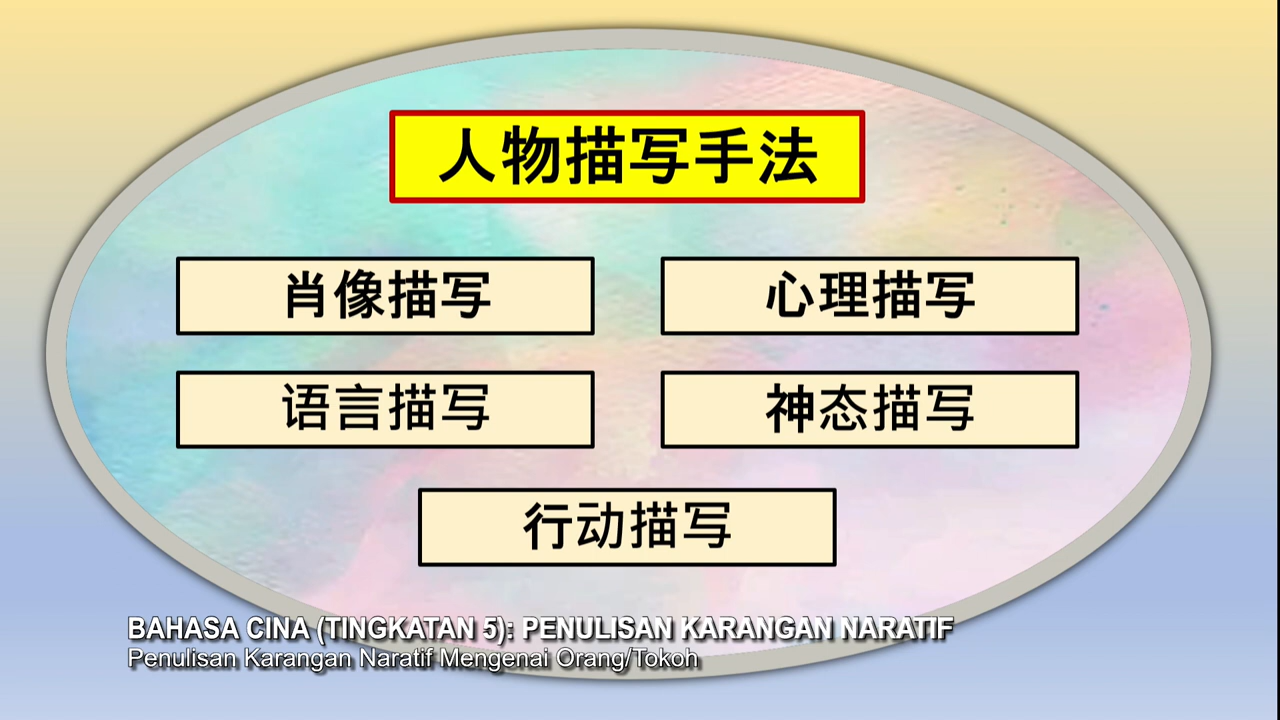 人物描写手法
肖像描写
心理描写
语言描写
神态描写
行动描写
BAHASA CINA (TINGKATAN 5): PENULISAN KARANGAN NARATIF
Penulisan Karangan Naratif Mengenai Orang/Tokoh